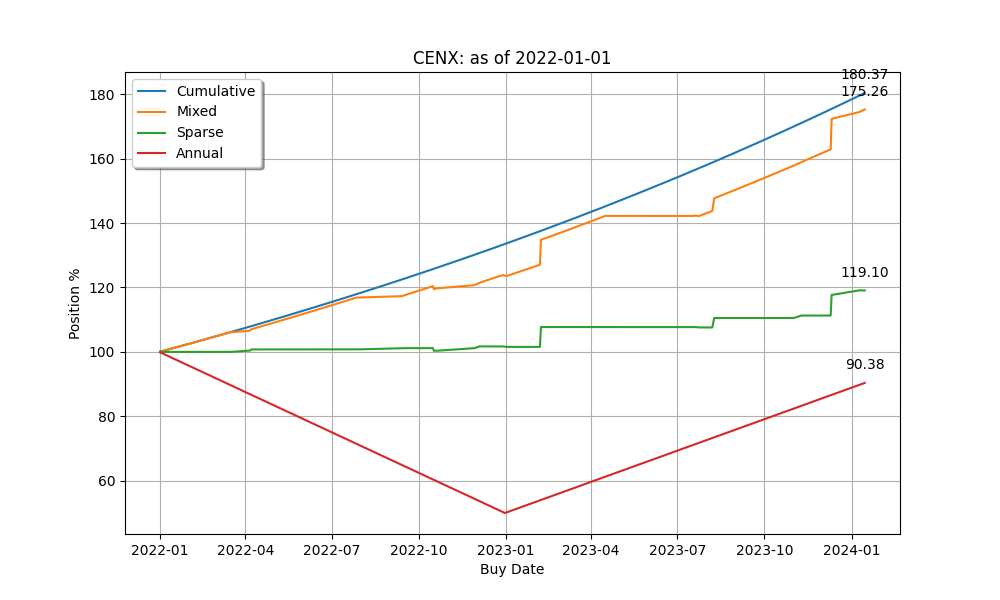 CENX: as of 2022-01-01
180.37
175.26
119.10
90.38
Cumulative
Mixed
Sparse
Annual
Position %
180
160
140
120
100
80
60
2022-01 2022-04 2022-07 2022-10 2023-01 2023-04 2023-07 2023-10 2024-01
Buy Date